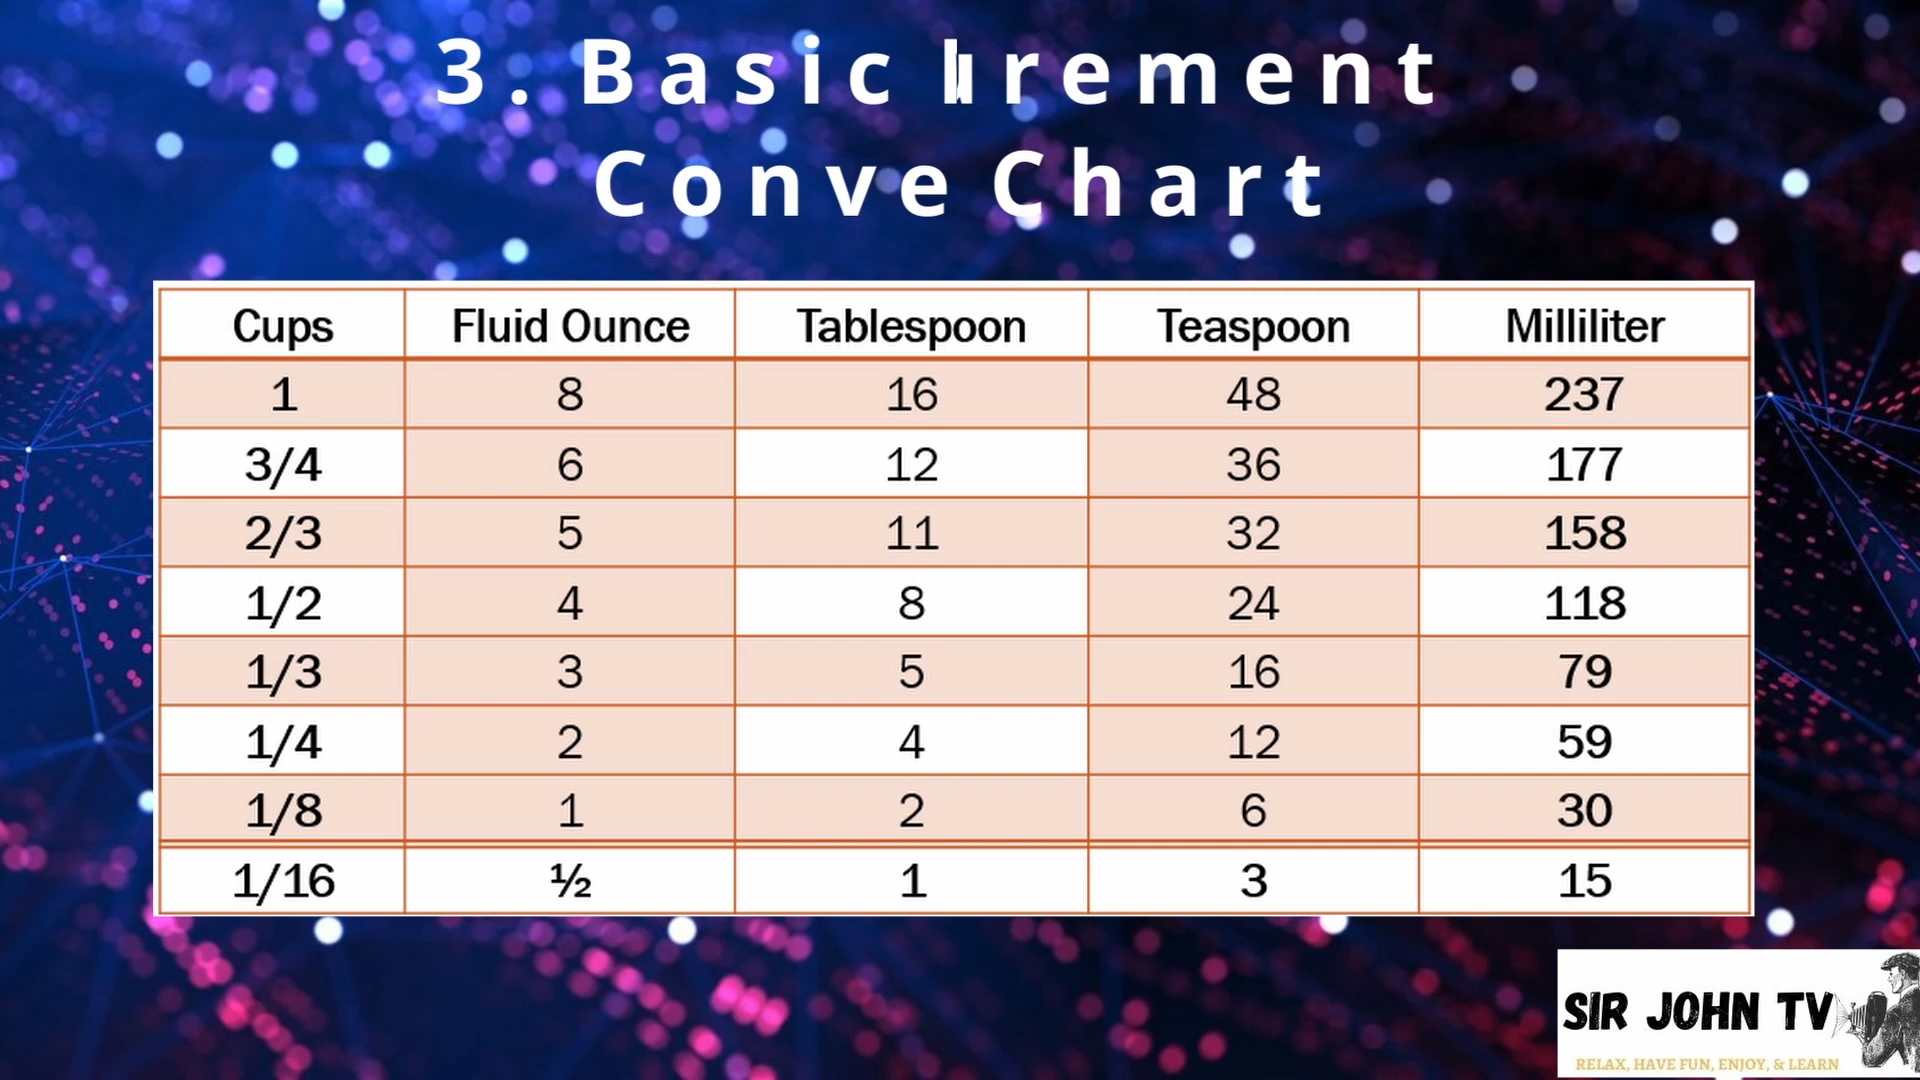 3. Basic urement
Conve Chart
Cups Fluid Ounce Tablespoon Teaspoon Milliliter
1 8 16 48 237
3/4 6 12 36 177
2/3 5 11 32 158
1/2 4 8 24 118
1/3 3 5 16 79
1/4 2 4 12 59
1/8 1 2 6 30
1/16 ½ 1 3 15
SIR JOHN TV
RELAX, HAVE FUN, ENJOY, & LEARN